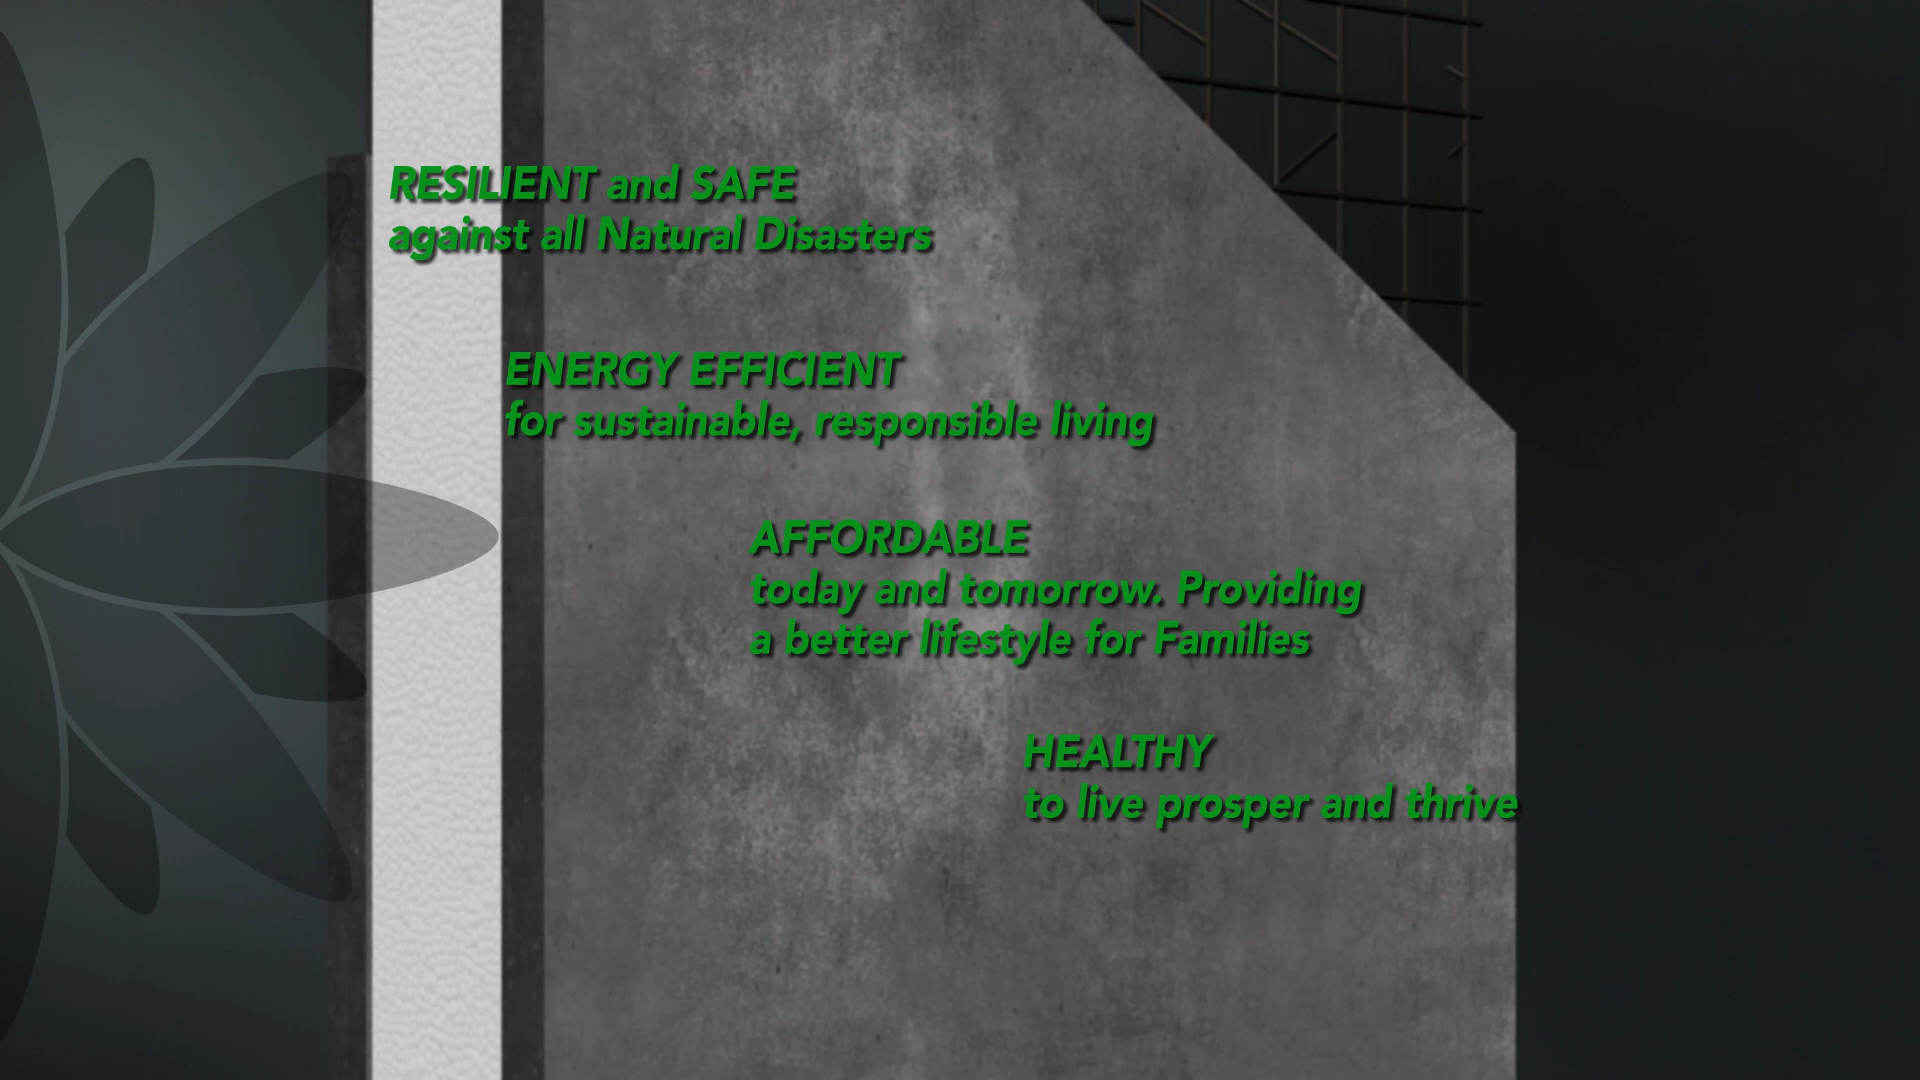 RESILIENT and SAFE
against all Natural Disasters
ENERGY EFFICIENT
for sustainable, responsible living
AFFORDABLE
today and tomorrow. Providing
a better lifestyle for Families
HEALTHY
to live prosper and thrive